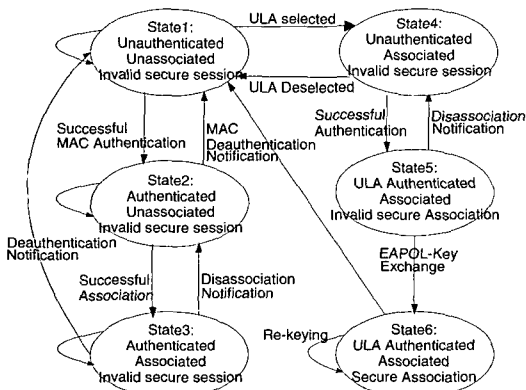 State1:
Unauthenticated
Unassociated
Invalid secure session
ULA selected
ULA Deselected
State4:
Unauthenticated
Associated
Invalid secure session
Successful
MAC Authentication
MAC
Deauthentication
Notification
Successful
Authentication
Disassociation
Notification
State2:
Authenticated
Unassociated
Invalid secure session
State5:
ULA Authenticated
Associated
Invalid secure Association
Deauthentication
Notification
Successful
Association
Disassociation
Notification
EAPOL-Key
Exchange
State3:
Authenticated
Associated
Invalid secure session
Re-keying
State6:
ULA Authenticated
Associated
Secure Association